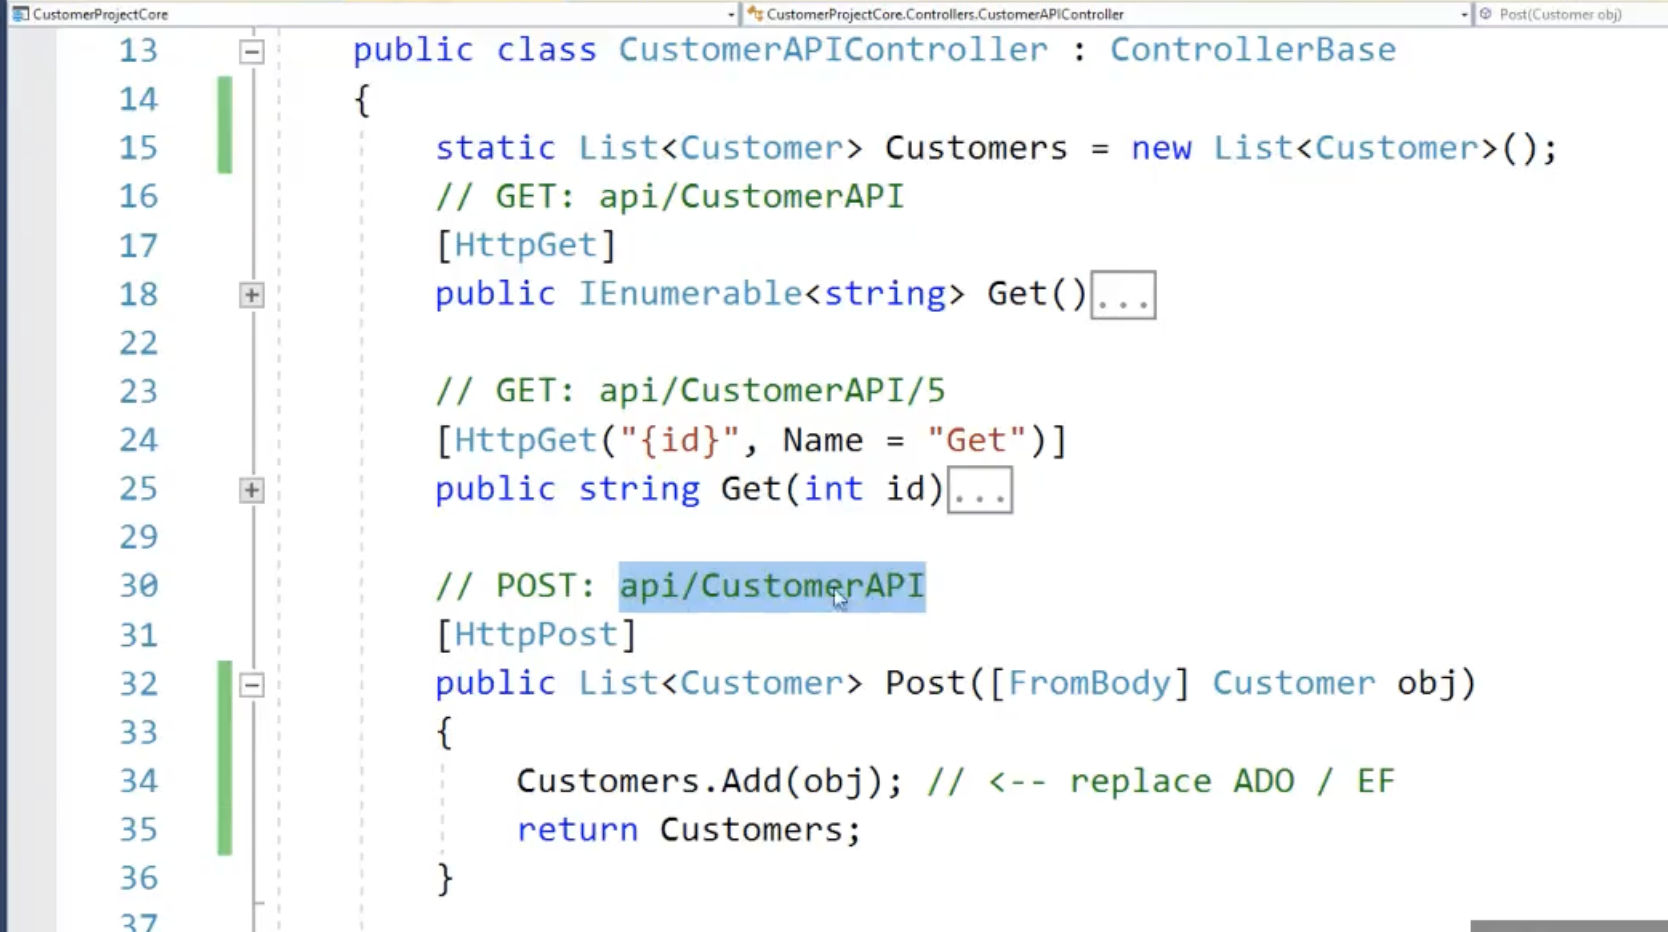 CustomerProjectCore
CustomerProjectCore.Controllers.CustomerAPIController
Post(Customer obj)
13 public class CustomerAPIController : ControllerBase
14 {
15 static List<Customer> Customers = new List<Customer>();
16 // GET: api/CustomerAPI
17 [HttpGet]
18 public IEnumerable<string> Get()...
22
23 // GET: api/CustomerAPI/5
24 [HttpGet("{id}", Name = "Get")]
25 public string Get(int id)...
29
30 // POST: api/CustomerAPI
31 [HttpPost]
32 public List<Customer> Post([FromBody] Customer obj)
33 {
34 Customers.Add(obj); // <-- replace ADO / EF
35 return Customers;
36 }
37